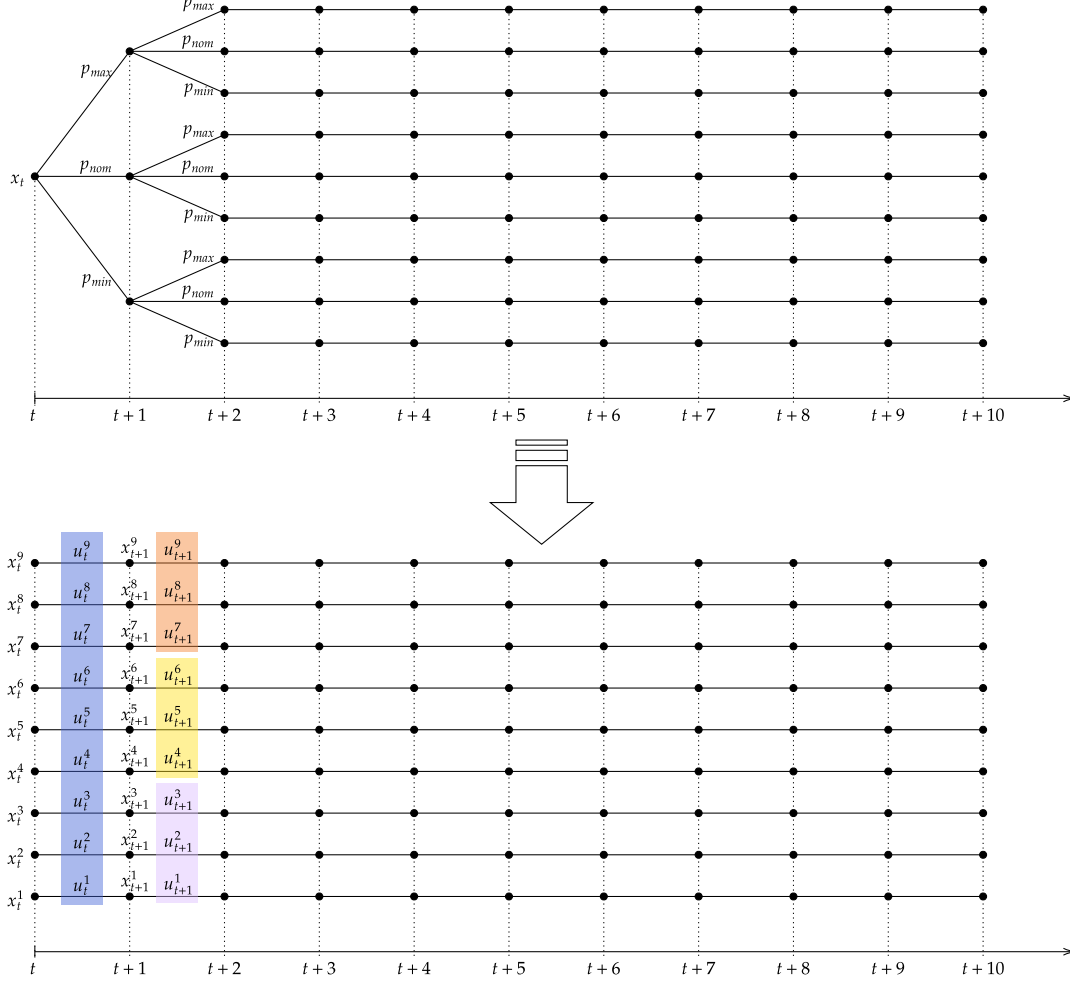 p_max
p_nom
p_max
p_min
p_max
p_nom p_nom
x_t
p_min
p_max
p_min
p_nom
p_min
t t + 1 t + 2 t + 3 t + 4 t + 5 t + 6 t + 7 t + 8 t + 9 t + 10
x_t^9 u_t^9 x_{t+1}^9 u_{t+1}^9
x_t^8 u_t^8 x_{t+1}^8 u_{t+1}^8
x_t^7 u_t^7 x_{t+1}^7 u_{t+1}^7
x_t^6 u_t^6 x_{t+1}^6 u_{t+1}^6
x_t^5 u_t^5 x_{t+1}^5 u_{t+1}^5
x_t^4 u_t^4 x_{t+1}^4 u_{t+1}^4
x_t^3 u_t^3 x_{t+1}^3 u_{t+1}^3
x_t^2 u_t^2 x_{t+1}^2 u_{t+1}^2
x_t^1 u_t^1 x_{t+1}^1 u_{t+1}^1
t t + 1 t + 2 t + 3 t + 4 t + 5 t + 6 t + 7 t + 8 t + 9 t + 10